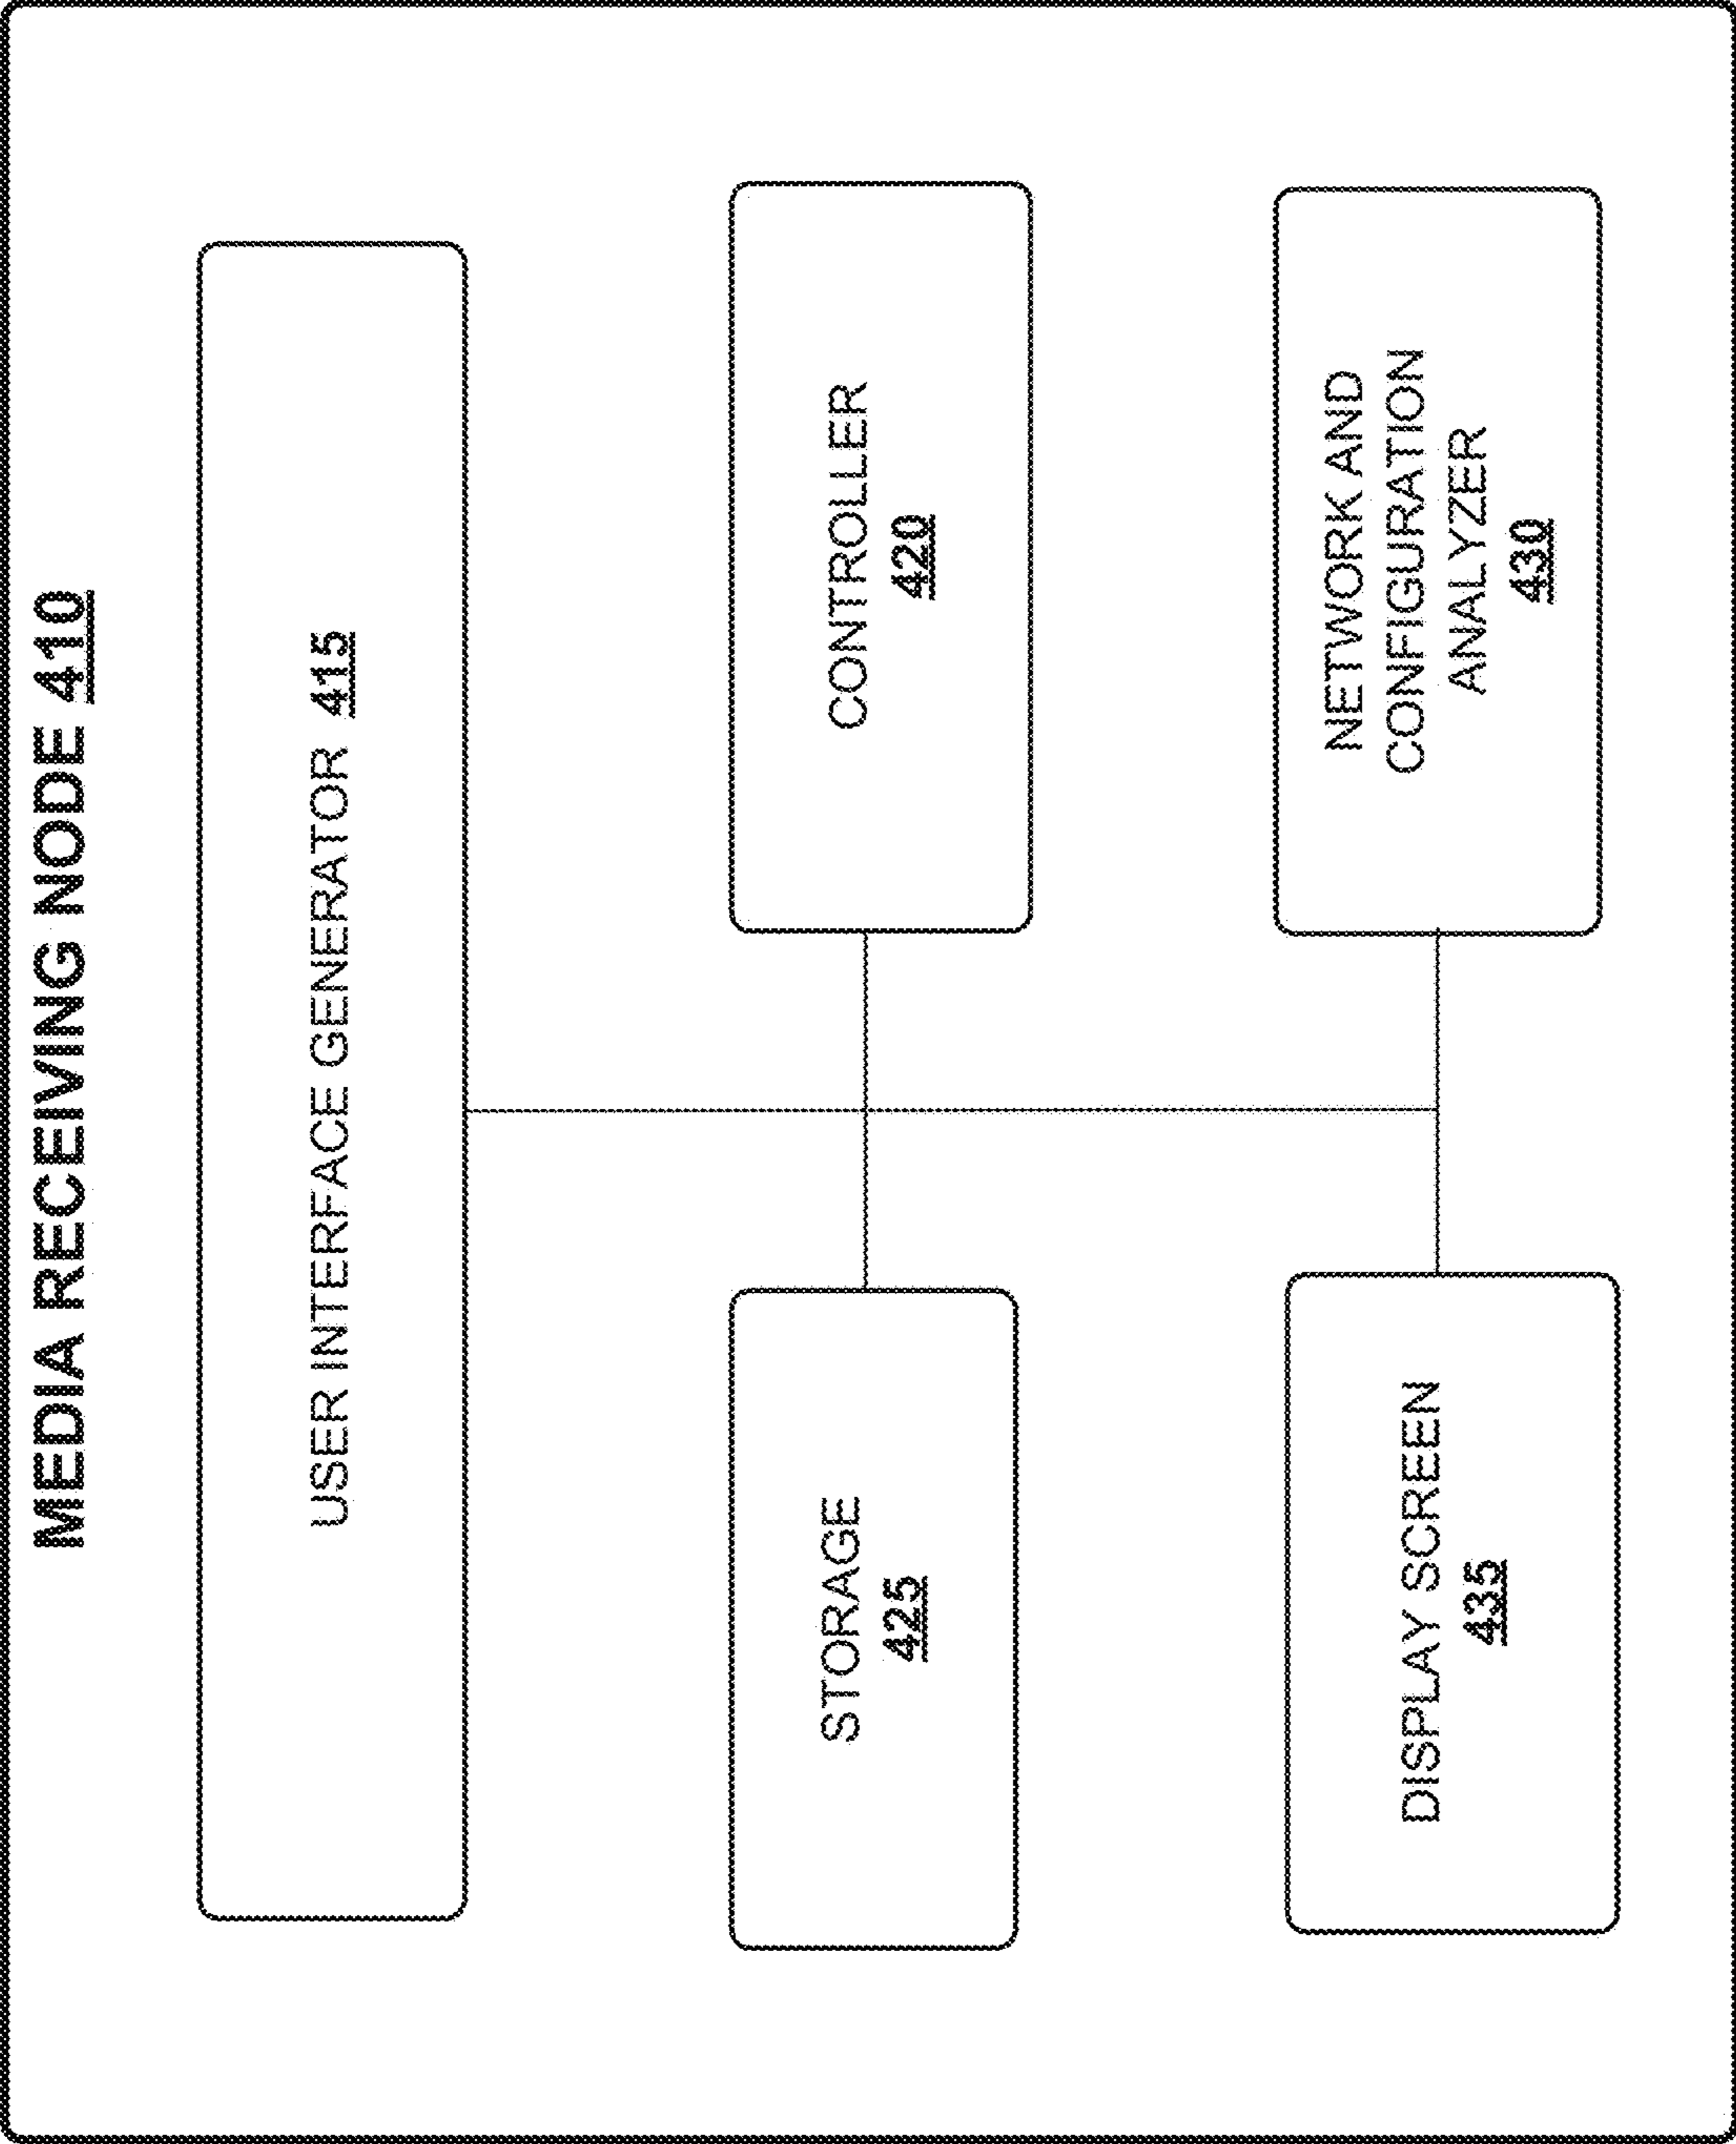 MEDIA RECEIVING NODE 410
USER INTERFACE GENERATOR 415
STORAGE
425
CONTROLLER
420
DISPLAY SCREEN
435
NETWORK AND
CONFIGURATION
ANALYZER
430